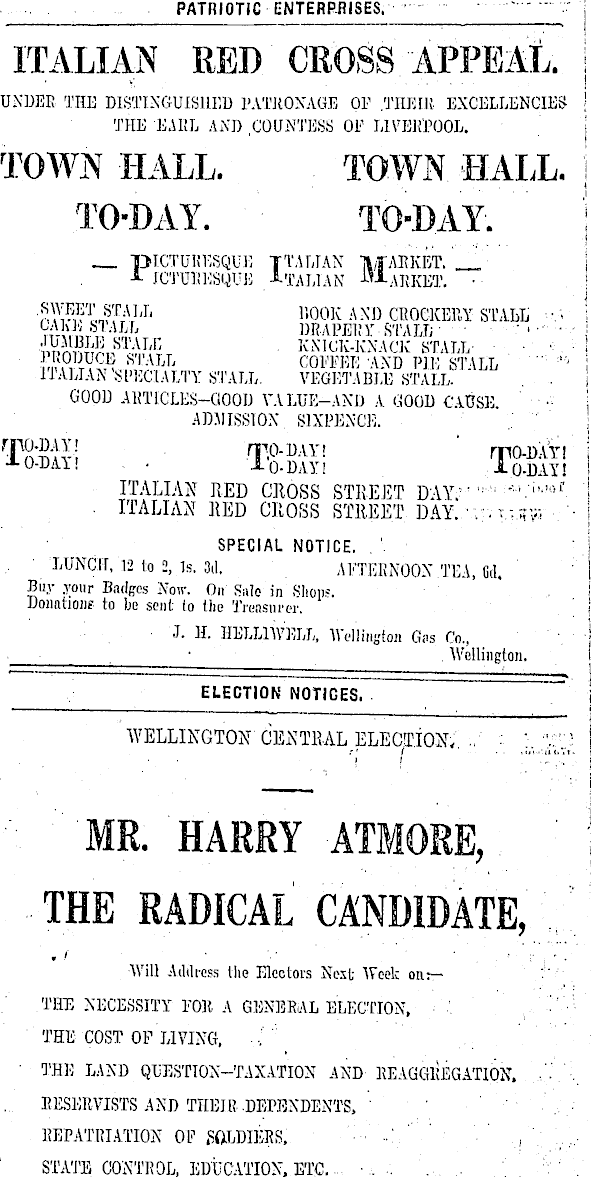 PATRIOTIC ENTERPRISES.
ITALIAN RED CROSS APPEAL.
UNDER THE DISTINGUISHED PATRONAGE OF THEIR EXCELLENCIES
THE EARL AND COUNTESS OF LIVERPOOL.
TOWN HALL. TOWN HALL.
TO-DAY. TO-DAY.
— PICTURESQUE ITALIAN MARKET. —
PICTURESQUE ITALIAN MARKET.
SWEET STALL
CAKE STALL
JUMBLE STALL
PRODUCE STALL
ITALIAN SPECIALTY STALL.
BOOK AND CROCKERY STALL
DRAPERY STALL
KNICK-KNACK STALL
COFFEE AND PIE STALL
VEGETABLE STALL.
GOOD ARTICLES—GOOD VALUE—AND A GOOD CAUSE.
ADMISSION SIXPENCE.
TO-DAY! TO-DAY! TO-DAY!
TO-DAY! TO-DAY! TO-DAY!
ITALIAN RED CROSS STREET DAY.
ITALIAN RED CROSS STREET DAY.
SPECIAL NOTICE.
LUNCH, 12 to 2, 1s. 3d. AFTERNOON TEA, 6d.
Buy your Badges Now. On Sale in Shops.
Donations to be sent to the Treasurer.
J. H. HELLIWELL, Wellington Gas Co.,
Wellington.
ELECTION NOTICES.
WELLINGTON CENTRAL ELECTION.
MR. HARRY ATMORE,
THE RADICAL CANDIDATE,
Will Address the Electors Next Week on:—
THE NECESSITY FOR A GENERAL ELECTION,
THE COST OF LIVING,
THE LAND QUESTION—TAXATION AND REAGGREGATION,
RESERVISTS AND THEIR DEPENDENTS,
REPATRIATION OF SOLDIERS,
STATE CONTROL, EDUCATION, ETC.